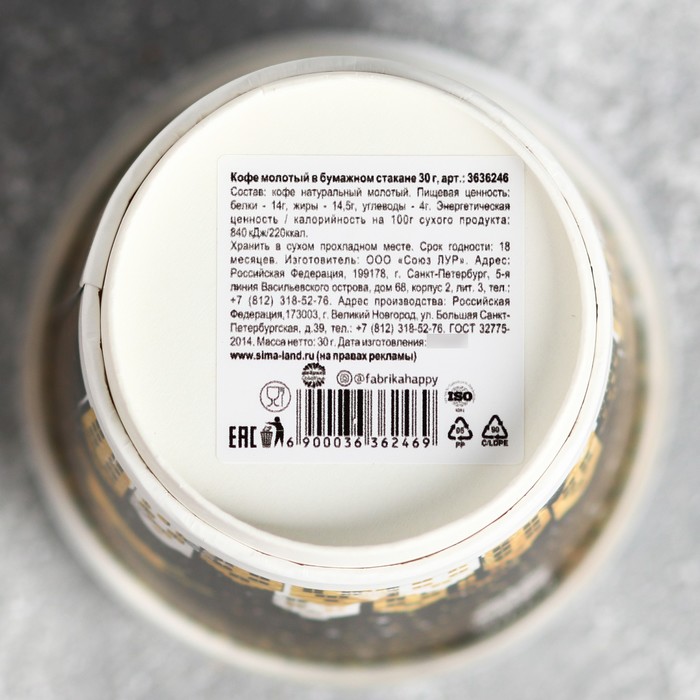 Кофе молотый в бумажном стакане 30 г, арт.: 3636246
Состав: кофе натуральный молотый. Пищевая ценность:
белки - 14г, жиры - 14,5г, углеводы - 4г. Энергетическая
ценность / калорийность на 100г сухого продукта:
840 кДж/220ккал.
Хранить в сухом прохладном месте. Срок годности: 18
месяцев. Изготовитель: ООО «Союз ЛУР». Адрес:
Российская Федерация, 199178, г. Санкт-Петербург, 5-я
линия Васильевского острова, дом 68, корпус 2, лит. 3, тел.:
+7 (812) 318-52-76. Адрес производства: Российская
Федерация,173003, г. Великий Новгород, ул. Большая Санкт-
Петербургская, д.39, тел.: +7 (812) 318-52-76. ГОСТ 32775-
2014. Масса нетто: 30 г. Дата изготовления:
www.sima-land.ru (на правах рекламы)
@fabrikahappy
ISO
EAC
6 900036 362469
05
PP
90
C/LDPE